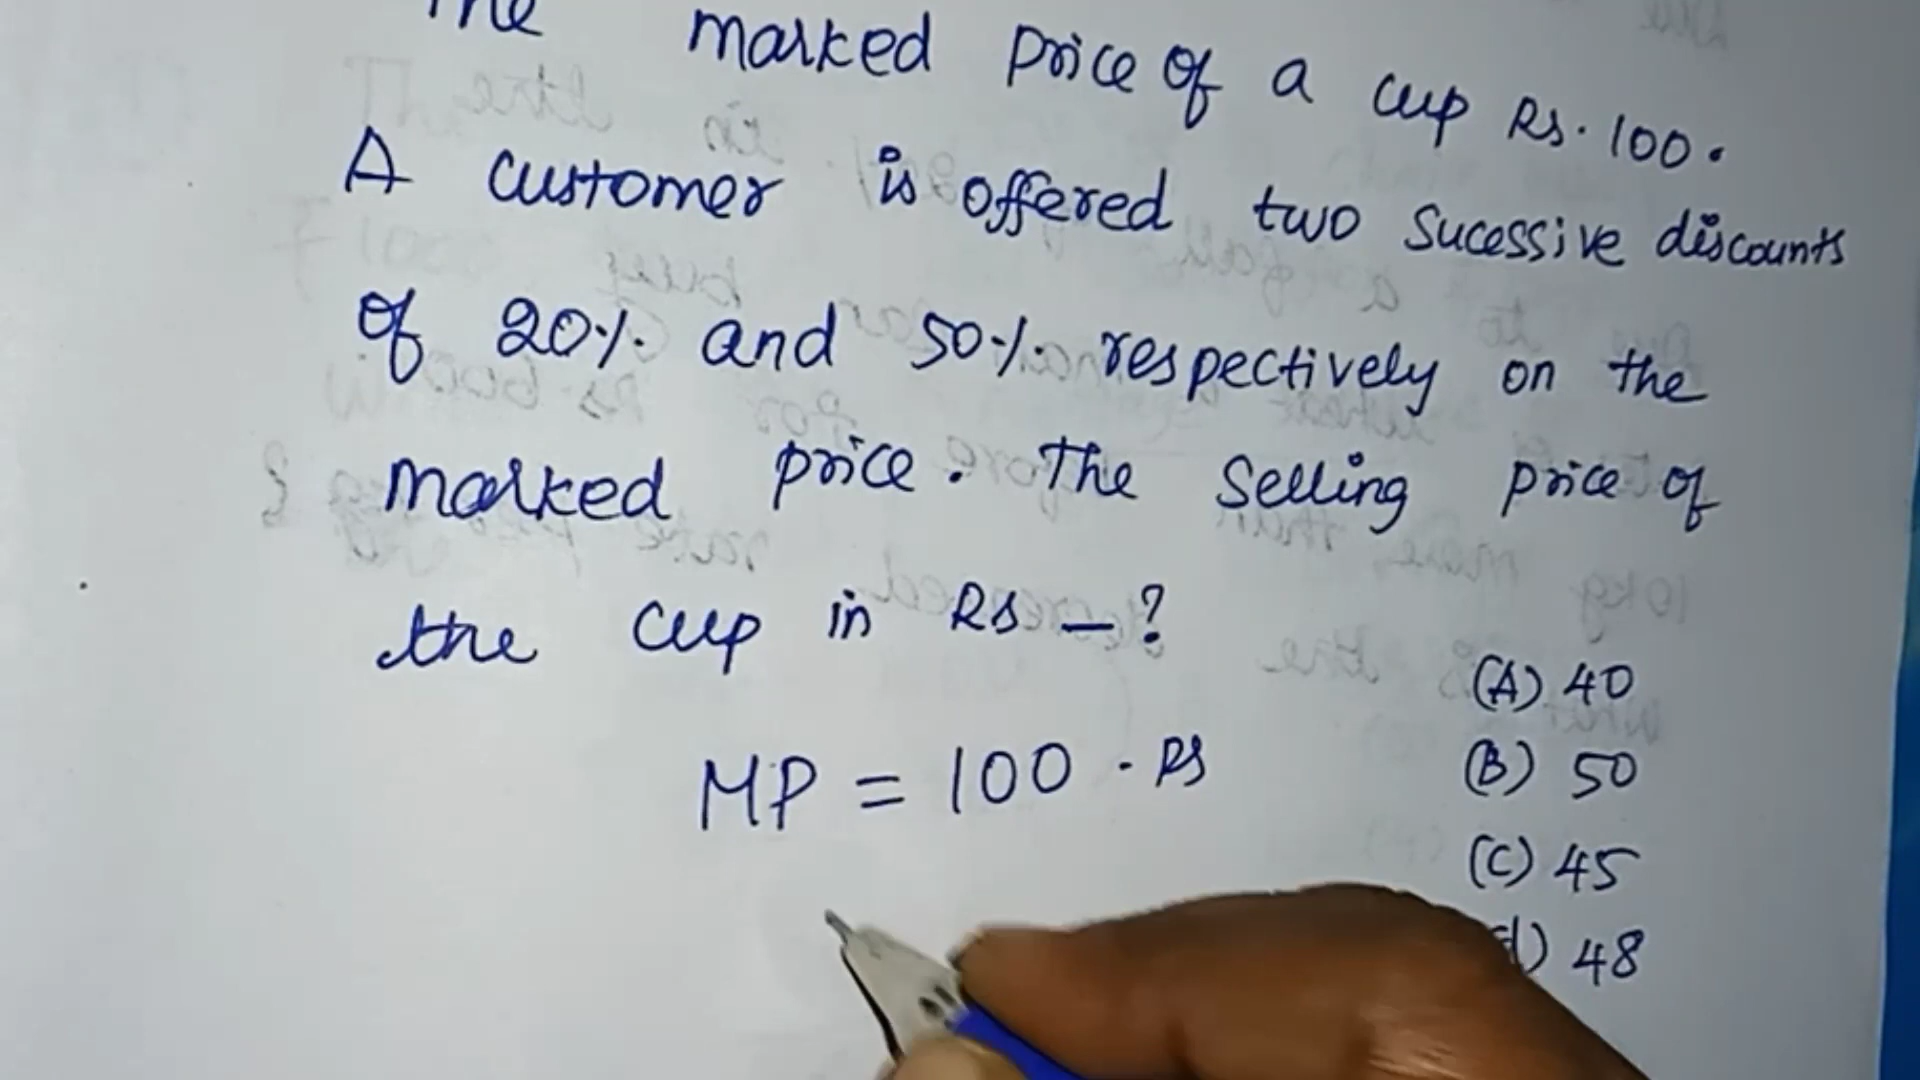 The marked price of a cup Rs. 100.
A customer is offered two Sucessive discounts
of 20% and 50% respectively on the
marked price. The Selling price of
the cup in Rs - ?
(A) 40
MP = 100 . RS
(B) 50
(C) 45
d) 48